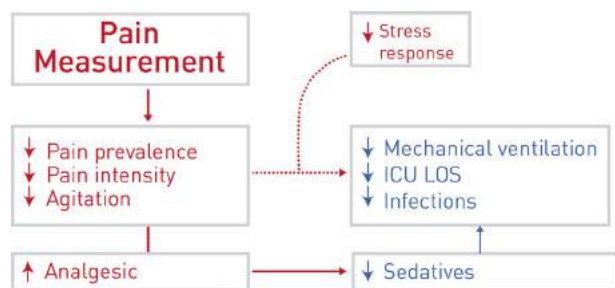 Pain
Measurement
↓ Stress
response
↓ Pain prevalence
↓ Pain intensity
↓ Agitation
↓ Mechanical ventilation
↓ ICU LOS
↓ Infections
↑ Analgesic
↓ Sedatives